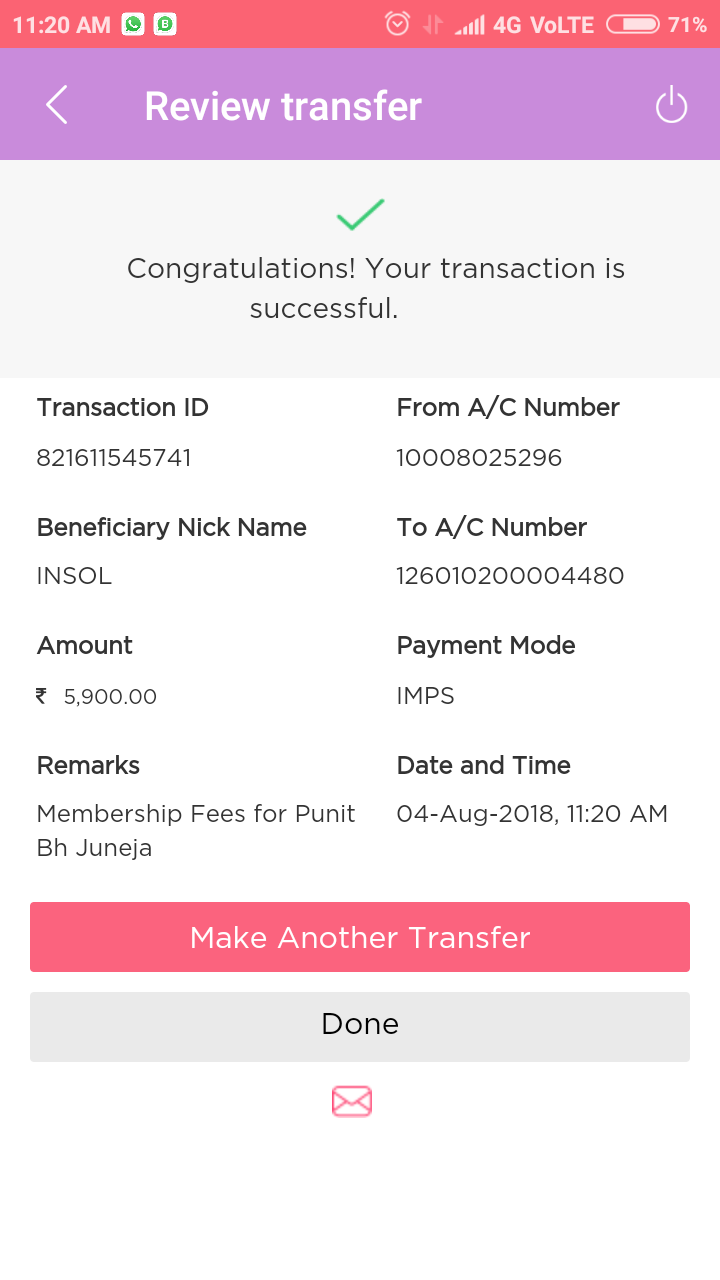 11:20 AM 4G VoLTE 71%
Review transfer
Congratulations! Your transaction is
successful.
Transaction ID From A/C Number
821611545741 10008025296
Beneficiary Nick Name To A/C Number
INSOL 126010200004480
Amount Payment Mode
₹ 5,900.00 IMPS
Remarks Date and Time
Membership Fees for Punit 04-Aug-2018, 11:20 AM
Bh Juneja
Make Another Transfer
Done